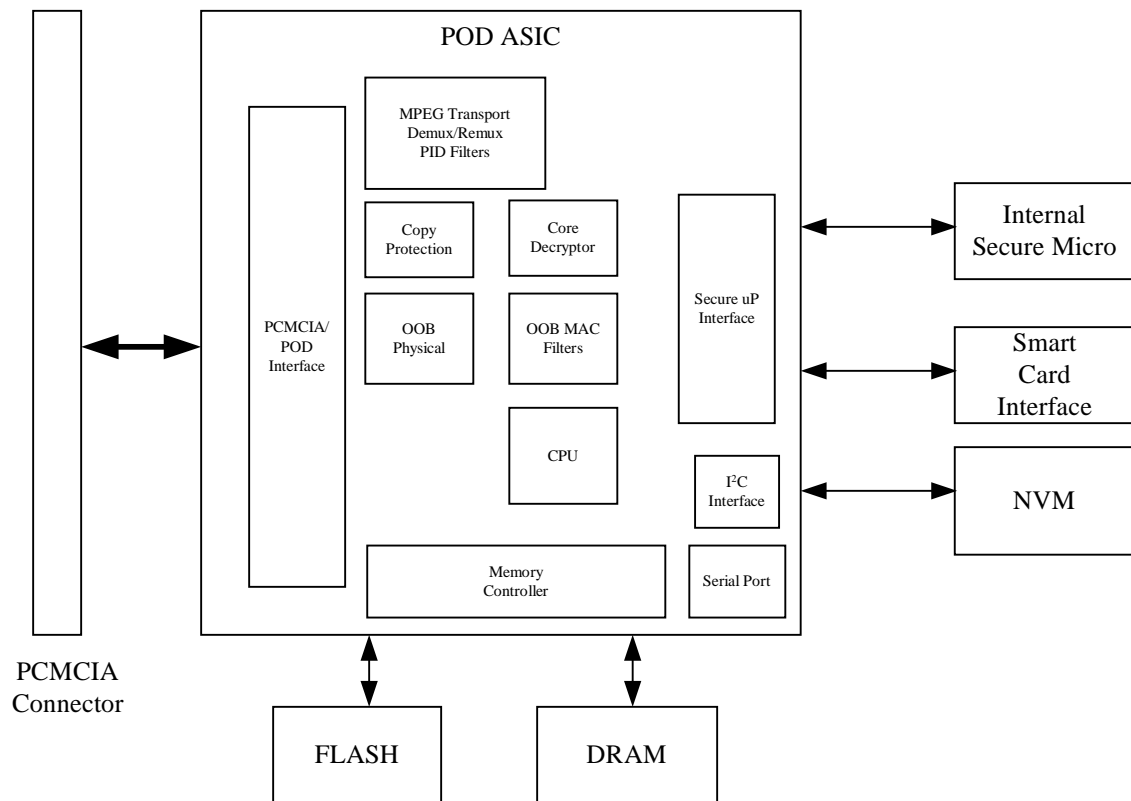 POD ASIC
MPEG Transport
Demux/Remux
PID Filters
Copy
Protection
Core
Decryptor
PCMCIA/
POD
Interface
OOB
Physical
OOB MAC
Filters
Secure uP
Interface
CPU
I²C
Interface
Memory
Controller
Serial Port
Internal
Secure Micro
Smart
Card
Interface
NVM
PCMCIA
Connector
FLASH
DRAM